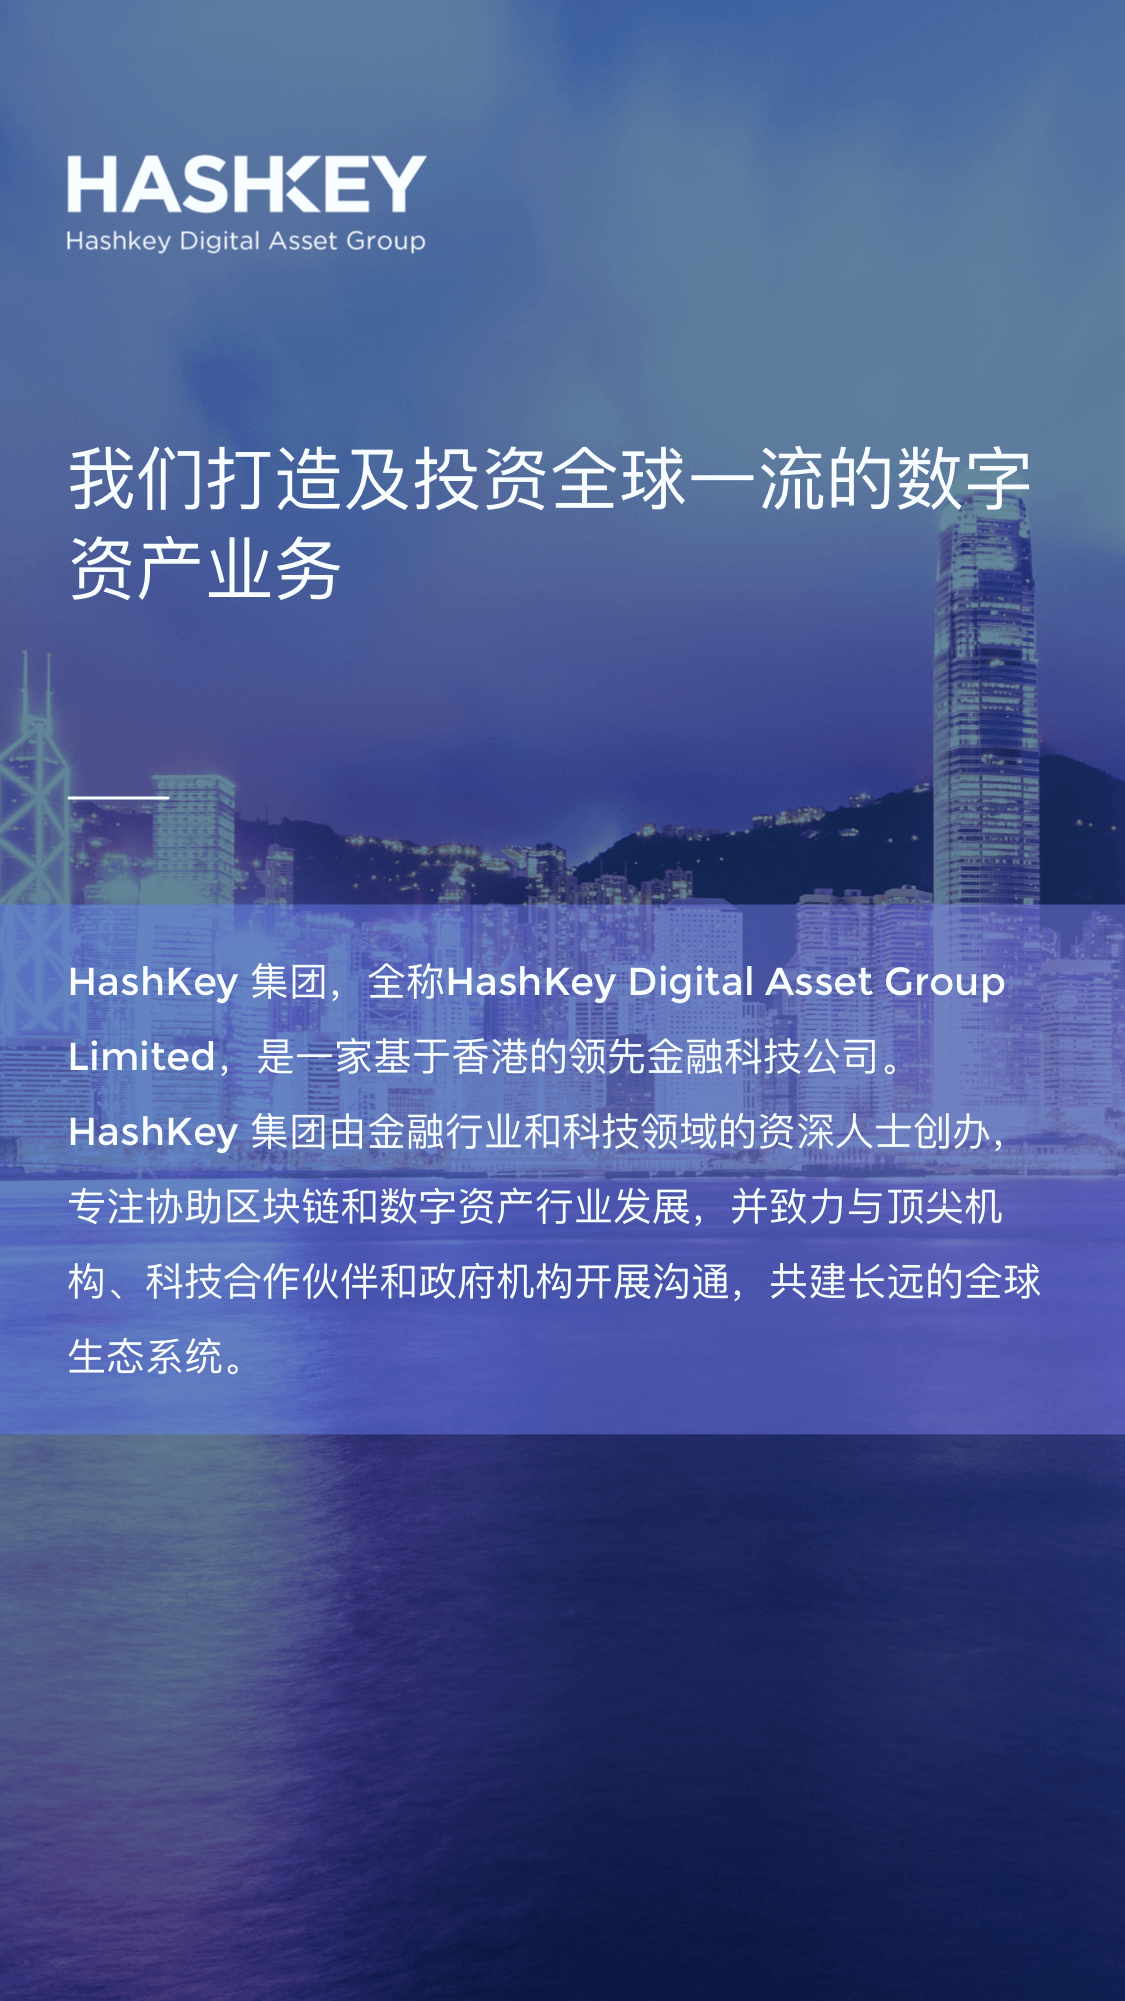 HASHKEY
Hashkey Digital Asset Group
我们打造及投资全球一流的数字
资产业务
HashKey 集团，全称HashKey Digital Asset Group
Limited，是一家基于香港的领先金融科技公司。
HashKey 集团由金融行业和科技领域的资深人士创办，
专注协助区块链和数字资产行业发展，并致力与顶尖机
构、科技合作伙伴和政府机构开展沟通，共建长远的全球
生态系统。